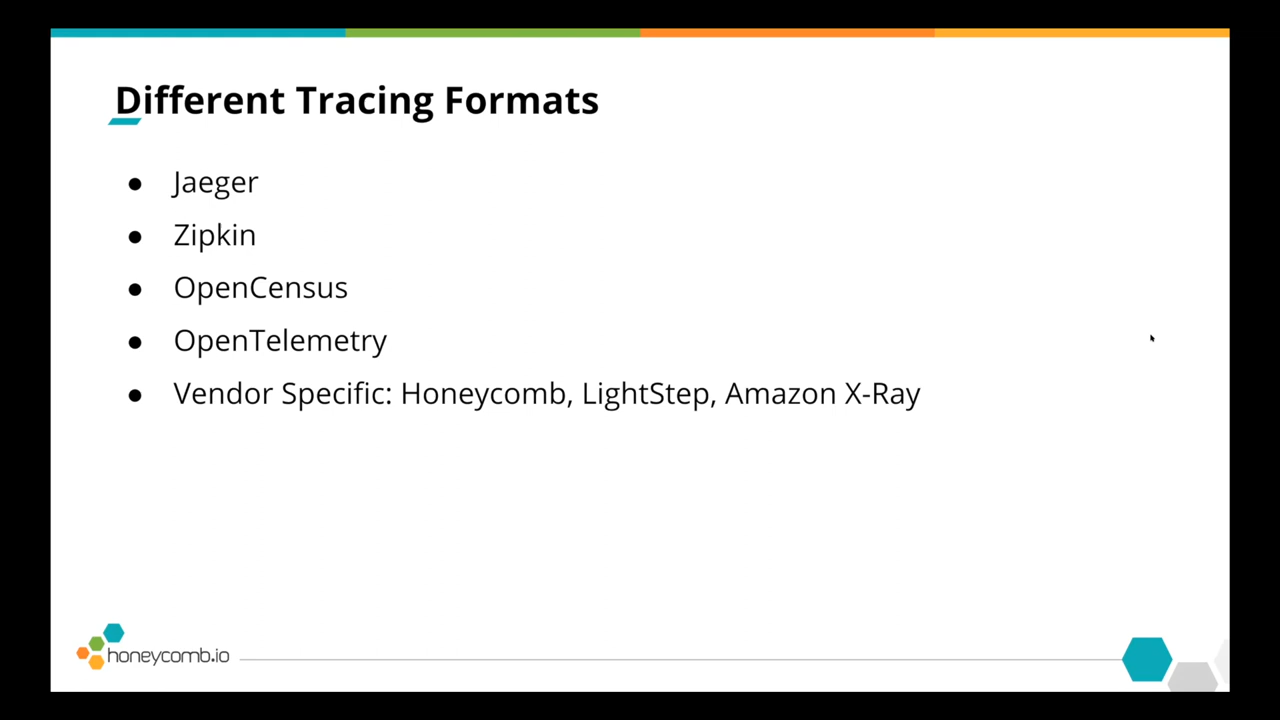 Different Tracing Formats
● Jaeger
● Zipkin
● OpenCensus
● OpenTelemetry
● Vendor Specific: Honeycomb, LightStep, Amazon X-Ray
honeycomb.io